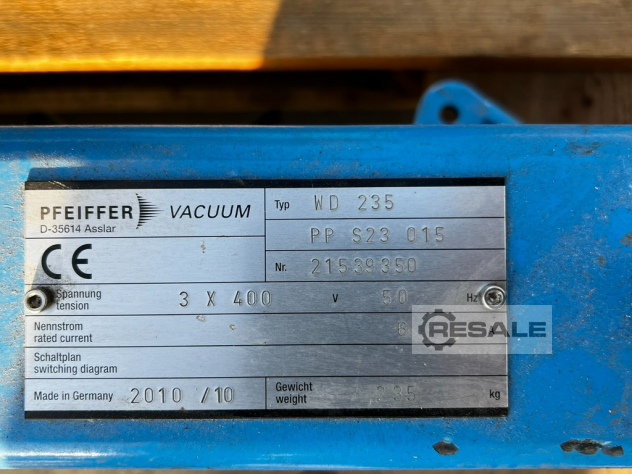 PFEIFFER VACUUM
D-35614 Asslar
Typ WD 235
PP S23 015
CE
Nr. 21539350
Spannung
tension 3 X 400 V 50 Hz
Nennstrom
rated current
RESALE
Schaltplan
switching diagram
Made in Germany 2010 /10
Gewicht
weight 235 kg